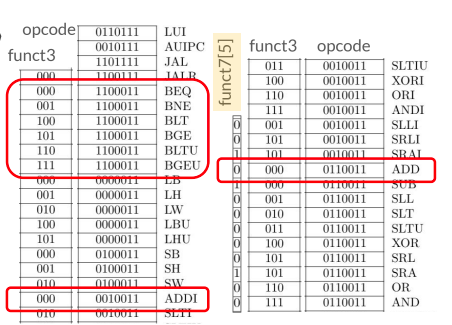 opcode
funct3
0110111 LUI
0010111 AUIPC
1101111 JAL
000 1100111 JALR
000 1100011 BEQ
001 1100011 BNE
100 1100011 BLT
101 1100011 BGE
110 1100011 BLTU
111 1100011 BGEU
000 0000011 LB
001 0000011 LH
010 0000011 LW
100 0000011 LBU
101 0000011 LHU
000 0100011 SB
001 0100011 SH
010 0100011 SW
000 0010011 ADDI
010 0010011 SLTI
funct7[5]
funct3 opcode
011 0010011 SLTIU
100 0010011 XORI
110 0010011 ORI
111 0010011 ANDI
0 001 0010011 SLLI
0 101 0010011 SRLI
1 101 0010011 SRAI
0 000 0110011 ADD
1 000 0110011 SUB
0 001 0110011 SLL
0 010 0110011 SLT
0 011 0110011 SLTU
0 100 0110011 XOR
0 101 0110011 SRL
1 101 0110011 SRA
0 110 0110011 OR
0 111 0110011 AND